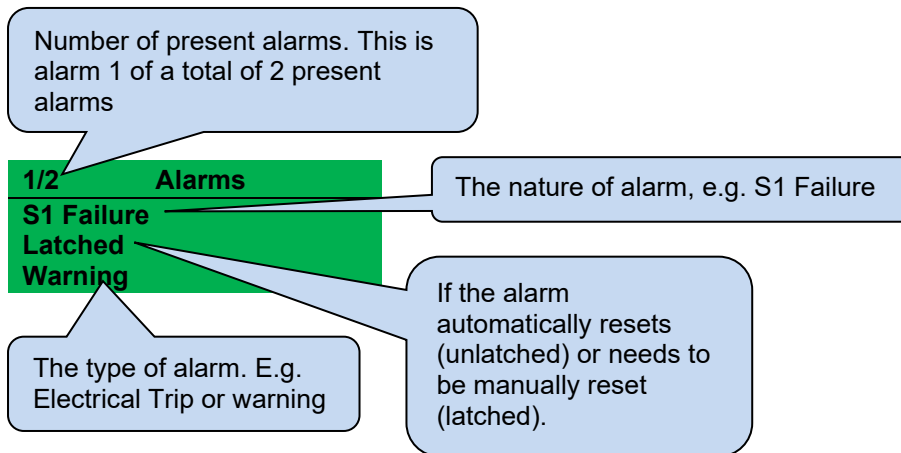 Number of present alarms. This is
alarm 1 of a total of 2 present
alarms
1/2 Alarms
The nature of alarm, e.g. S1 Failure
S1 Failure
Latched
Warning
If the alarm
automatically resets
(unlatched) or needs to
be manually reset
(latched).
The type of alarm. E.g.
Electrical Trip or warning